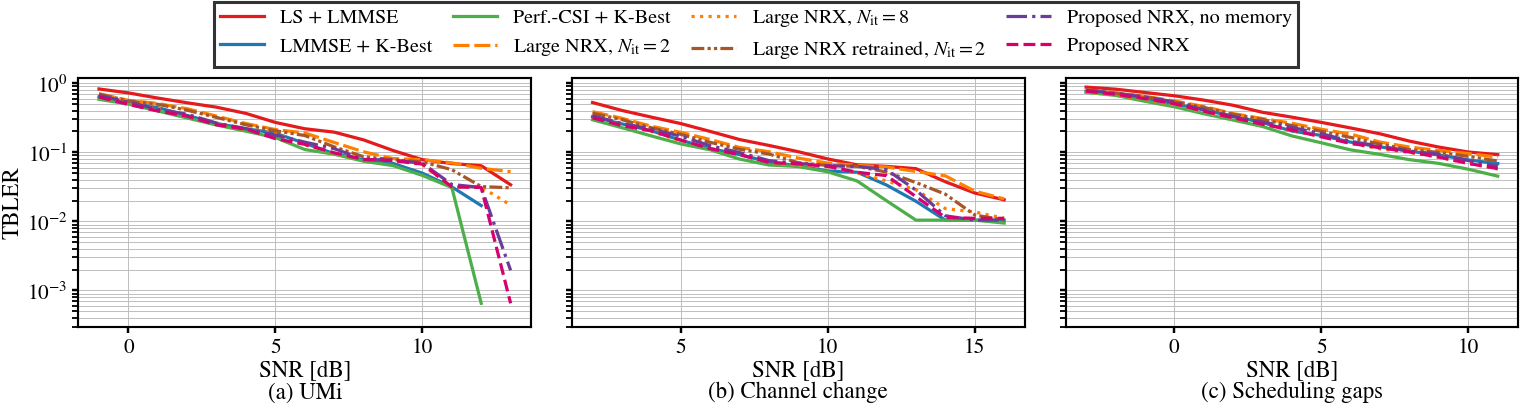 LS + LMMSE
LMMSE + K-Best
Perf.-CSI + K-Best
Large NRX, N_it = 2
Large NRX, N_it = 8
Large NRX retrained, N_it = 2
Proposed NRX, no memory
Proposed NRX
TBLER
10^0
10^−1
10^−2
10^−3
0 5 10
SNR [dB]
(a) UMi
5 10 15
SNR [dB]
(b) Channel change
0 5 10
SNR [dB]
(c) Scheduling gaps